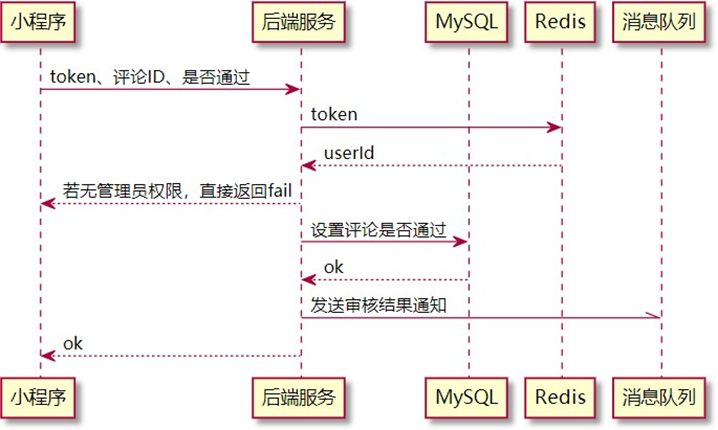 小程序
后端服务
MySQL
Redis
消息队列
token、评论ID、是否通过
token
userId
若无管理员权限，直接返回fail
设置评论是否通过
ok
发送审核结果通知
ok
小程序
后端服务
MySQL
Redis
消息队列